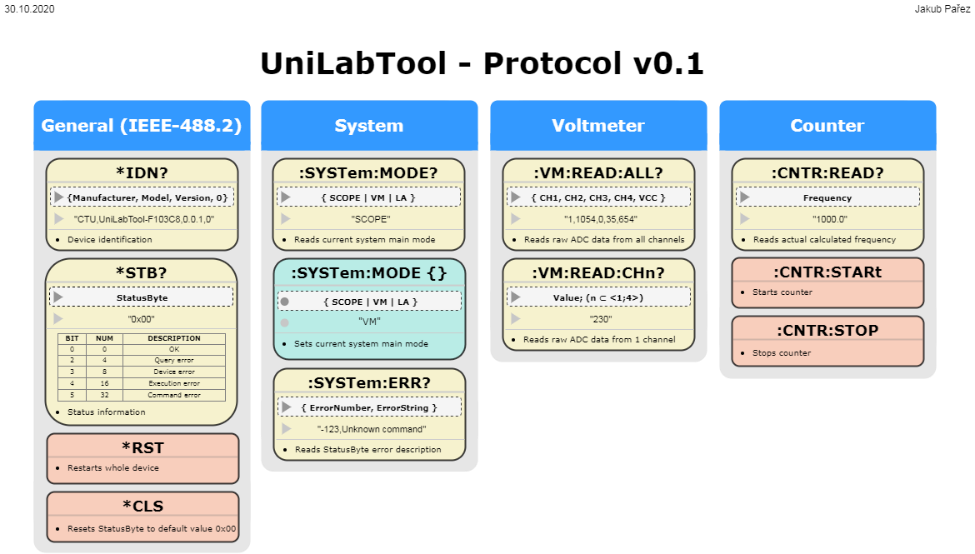 30.10.2020
Jakub Pařez
UniLabTool - Protocol v0.1
General (IEEE-488.2)
*IDN?
{Manufacturer, Model, Version, 0}
"CTU,UniLabTool-F103C8,0.0.1,0"
Device identification
*STB?
StatusByte
"0x00"
BIT NUM DESCRIPTION
0 0 OK
2 4 Query error
3 8 Device error
4 16 Execution error
5 32 Command error
Status information
*RST
Restarts whole device
*CLS
Resets StatusByte to default value 0x00
System
:SYSTem:MODE?
{ SCOPE | VM | LA }
"SCOPE"
Reads current system main mode
:SYSTem:MODE {}
{ SCOPE | VM | LA }
"VM"
Sets current system main mode
:SYSTem:ERR?
{ ErrorNumber, ErrorString }
"-123,Unknown command"
Reads StatusByte error description
Voltmeter
:VM:READ:ALL?
{ CH1, CH2, CH3, CH4, VCC }
"1,1054,0,35,654"
Reads raw ADC data from all channels
:VM:READ:CHn?
Value; (n ⊂ <1;4>)
"230"
Reads raw ADC data from 1 channel
Counter
:CNTR:READ?
Frequency
"1000.0"
Reads actual calculated frequency
:CNTR:STARt
Starts counter
:CNTR:STOP
Stops counter